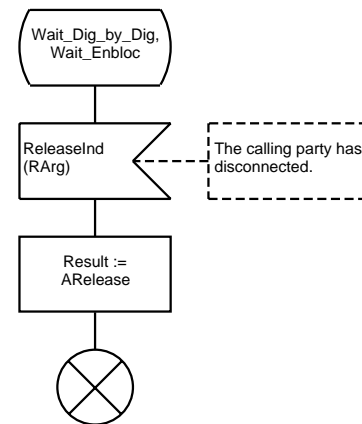 Wait_Dig_by_Dig,
Wait_Enbloc
ReleaseInd
(RArg)
The calling party has
disconnected.
Result :=
ARelease